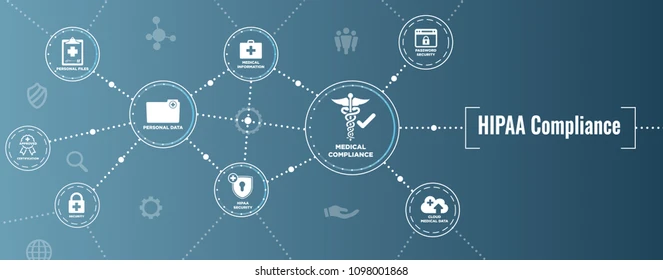 PERSONAL FILES
MEDICAL
INFORMATION
PASSWORD
SECURITY
PERSONAL DATA
HIPAA Compliance
APPROVED
CERTIFICATION
MEDICAL
COMPLIANCE
SECURITY
HIPAA
SECURITY
CLOUD
MEDICAL DATA
shutterstock.com · 1098001868